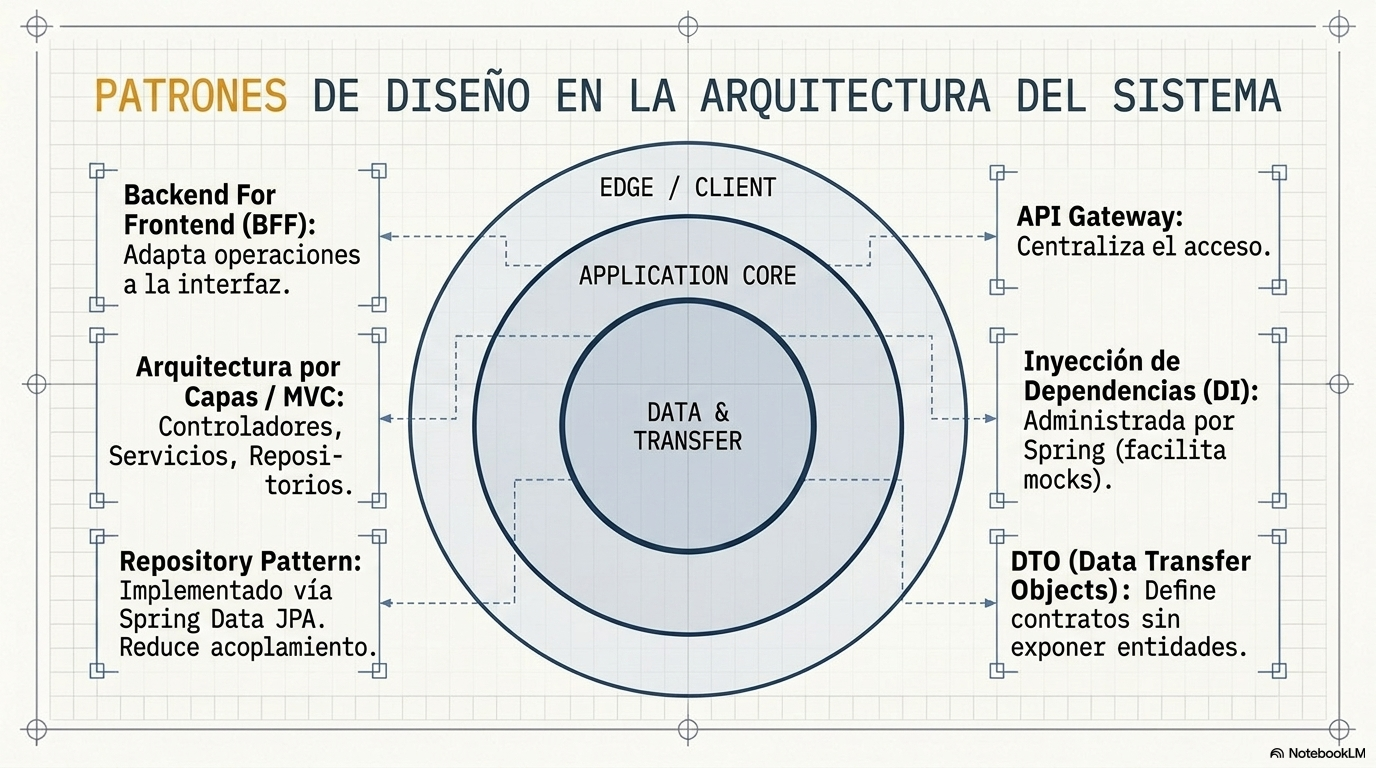 PATRONES DE DISEÑO EN LA ARQUITECTURA DEL SISTEMA
Backend For
Frontend (BFF):
Adapta operaciones
a la interfaz.
Arquitectura por
Capas / MVC:
Controladores,
Servicios, Reposi-
torios.
Repository Pattern:
Implementado vía
Spring Data JPA.
Reduce acoplamiento.
EDGE / CLIENT
APPLICATION CORE
DATA &
TRANSFER
API Gateway:
Centraliza el acceso.
Inyección de
Dependencias (DI):
Administrada por
Spring (facilita
mocks).
DTO (Data Transfer
Objects): Define
contratos sin
exponer entidades.
NotebookLM